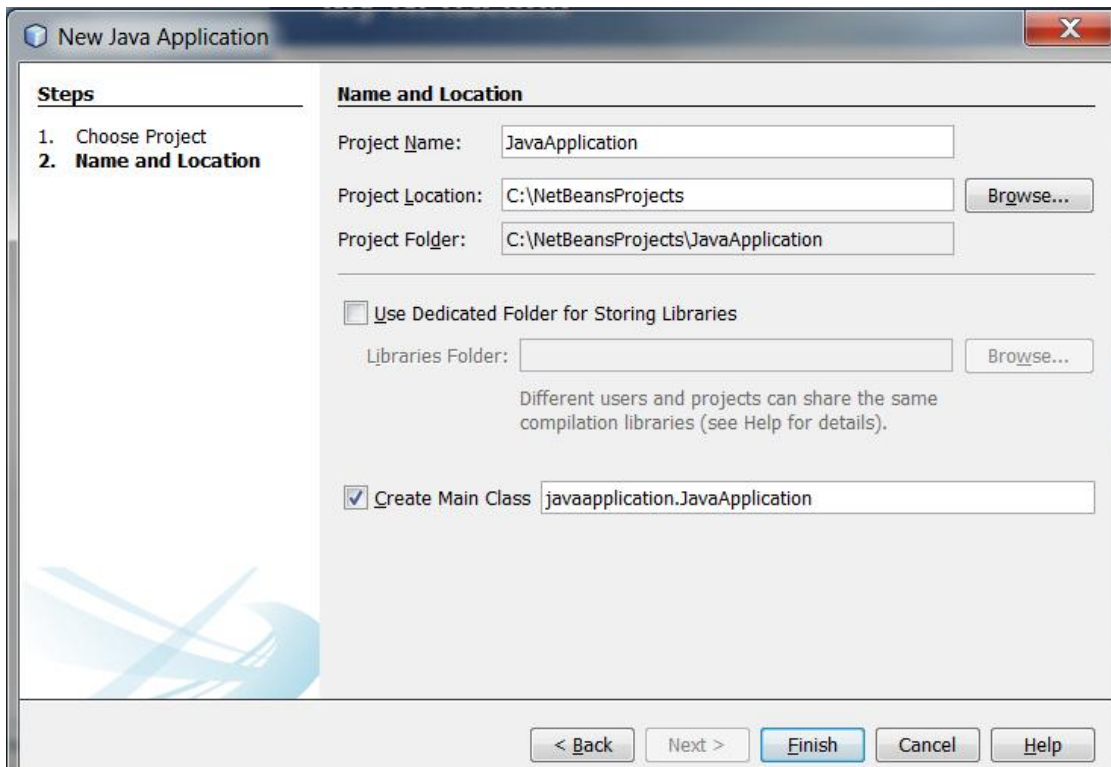 New Java Application
X
Steps
1. Choose Project
2. Name and Location
Name and Location
Project Name: JavaApplication
Project Location: C:\NetBeansProjects Browse...
Project Folder: C:\NetBeansProjects\JavaApplication
Use Dedicated Folder for Storing Libraries
Libraries Folder: Browse...
Different users and projects can share the same
compilation libraries (see Help for details).
Create Main Class javaapplication.JavaApplication
< Back Next > Finish Cancel Help